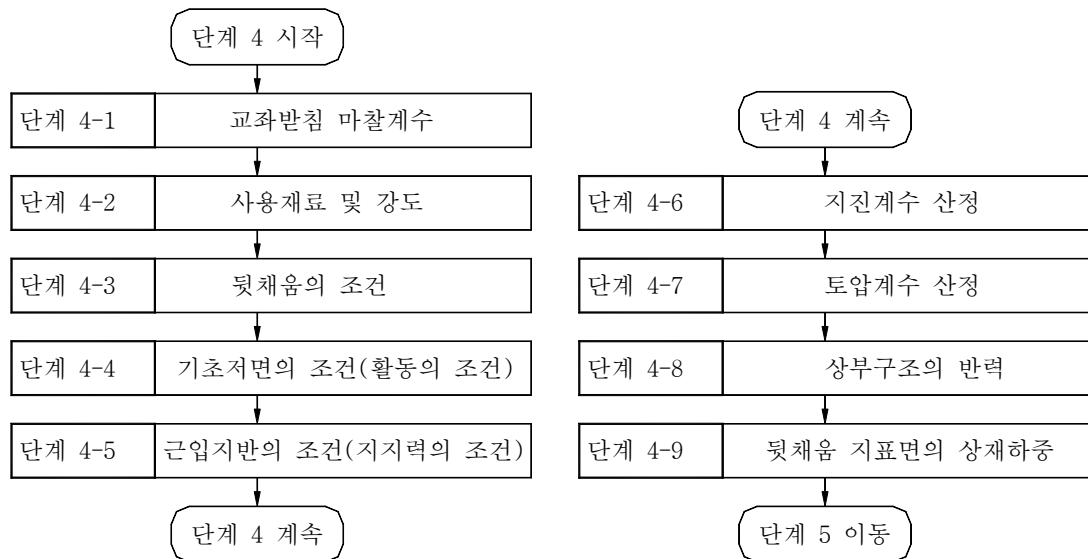 단계 4 시작
단계 4-1 교좌받침 마찰계수
단계 4-2 사용재료 및 강도
단계 4-3 뒷채움의 조건
단계 4-4 기초저면의 조건(활동의 조건)
단계 4-5 근입지반의 조건(지지력의 조건)
단계 4 계속
단계 4 계속
단계 4-6 지진계수 산정
단계 4-7 토압계수 산정
단계 4-8 상부구조의 반력
단계 4-9 뒷채움 지표면의 상재하중
단계 5 이동